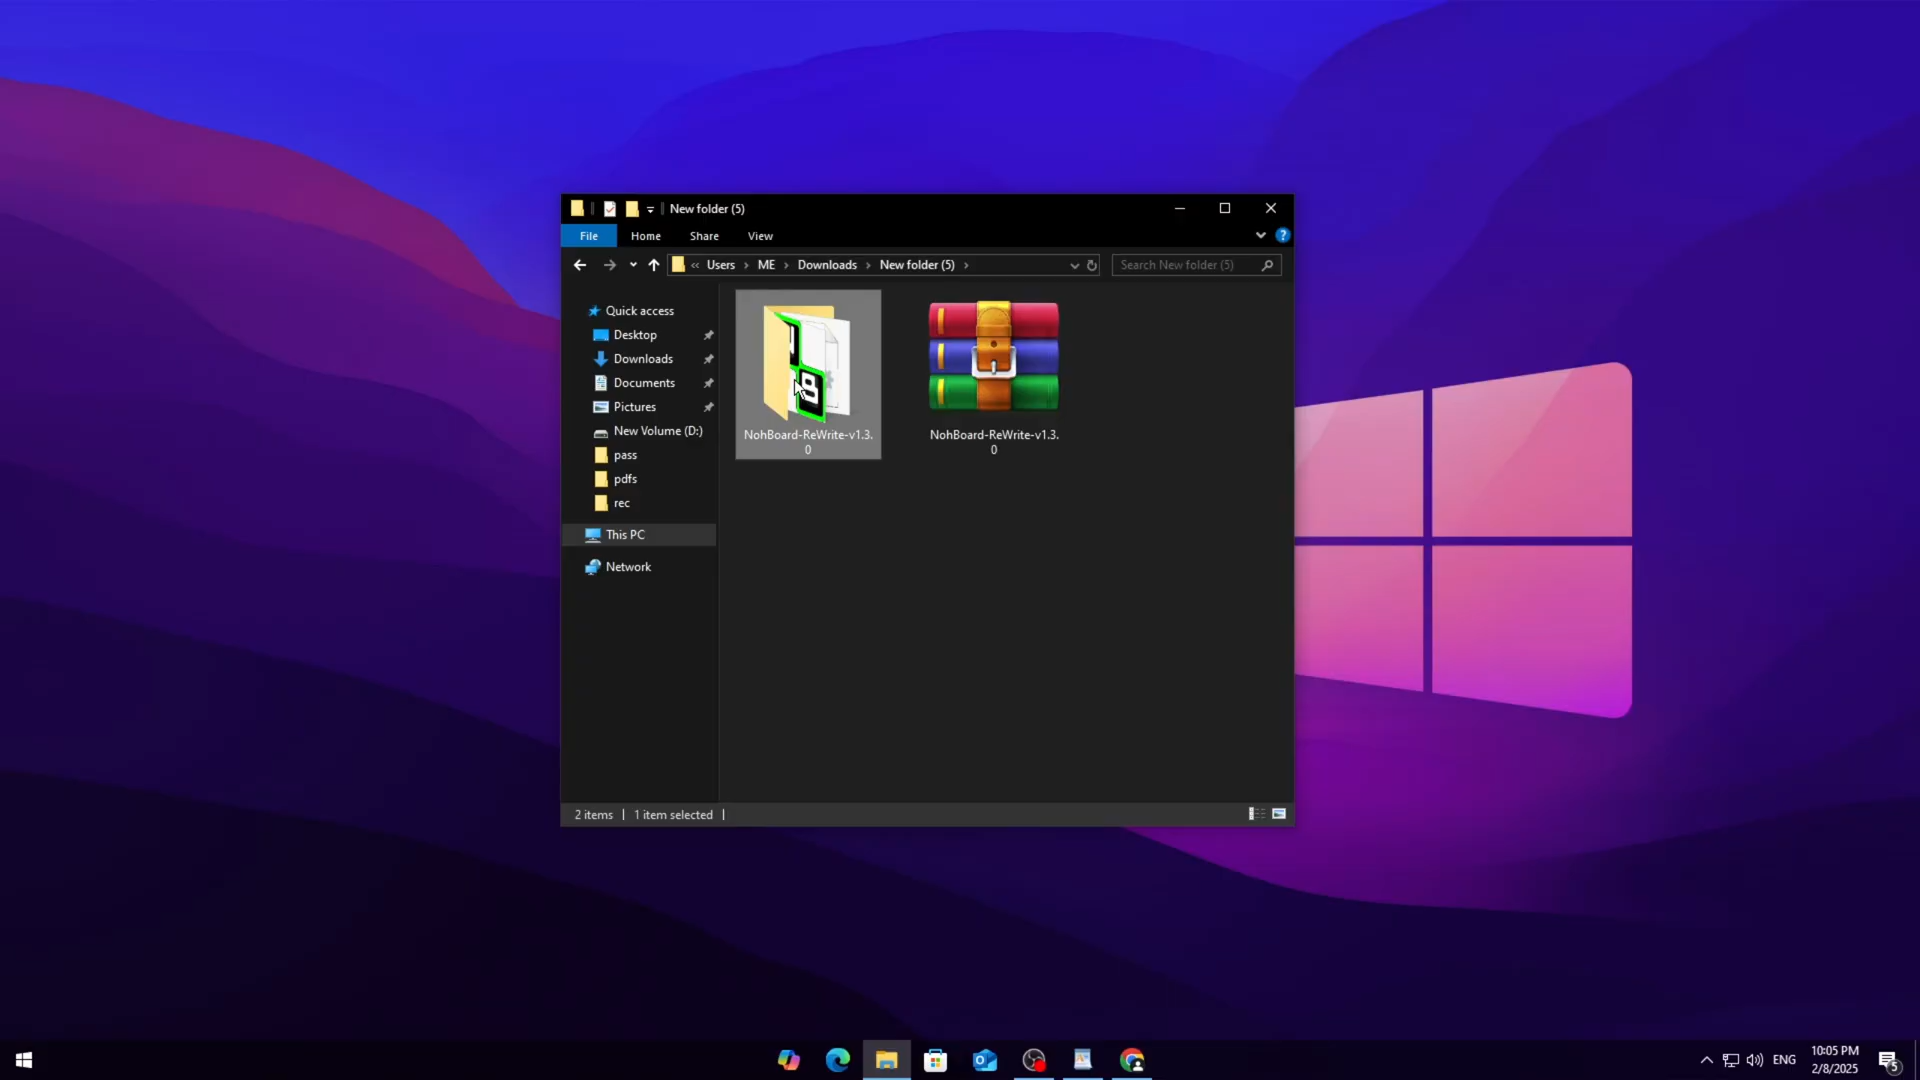 New folder (5)
File Home Share View
« Users › ME › Downloads › New folder (5) ›
Search New folder (5)
Quick access
Desktop
Downloads
Documents
Pictures
New Volume (D:)
pass
pdfs
rec
This PC
Network
NohBoard-ReWrite-v1.3.
0
NohBoard-ReWrite-v1.3.
0
2 items | 1 item selected |
ENG
10:05 PM
2/8/2025
5